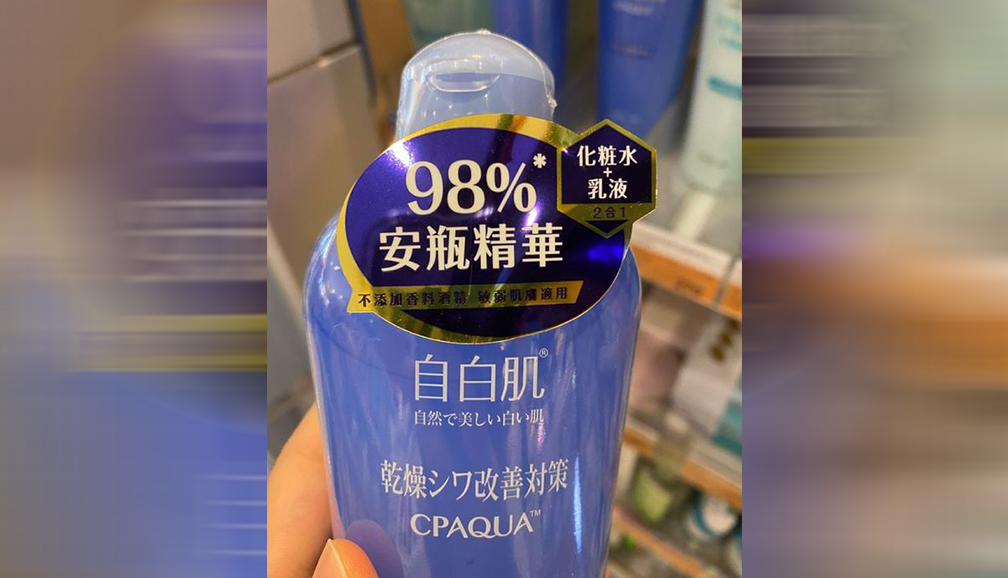 98%*
安瓶精華
化粧水
+
乳液
2合1
不添加香料酒精 敏弱肌膚適用
自白肌®
自然で美しい白い肌
乾燥シワ改善対策
CPAQUA™